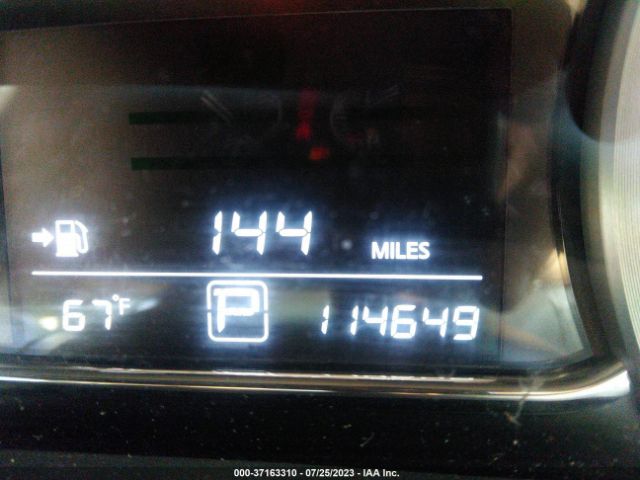 144 MILES
67°F P 114649
000-37163310 - 07/25/2023 - IAA Inc.